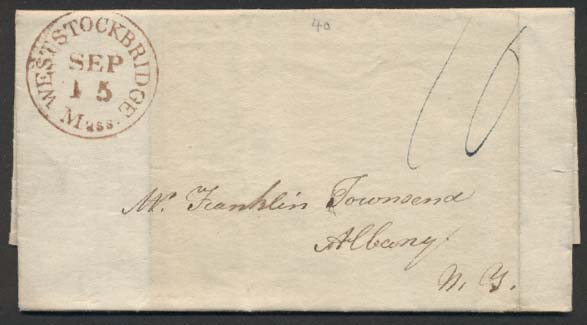 40
WEST STOCKBRIDGE
SEP
15
Mass.
10
Mr. Franklin Townsend
Albany
N. Y.